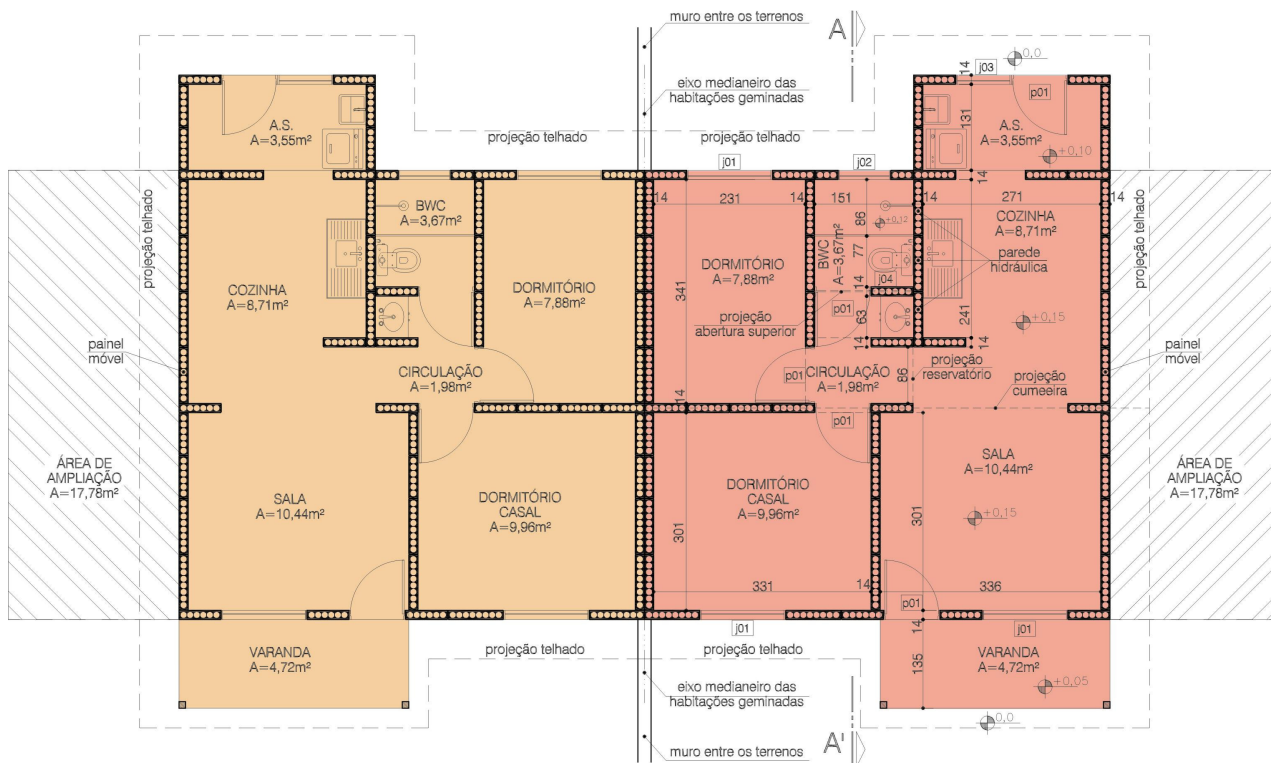 muro entre os terrenos
A
eixo medianeiro das
habitações geminadas
0,0
14
j03
p01
A.S.
A=3,55m²
projeção telhado
projeção telhado
131
A.S.
A=3,55m²
+0,10
j01
j02
14
projeção telhado
BWC
A=3,67m²
14
231
14
151
86
+0,12
14
271
14
COZINHA
A=8,71m²
projeção telhado
COZINHA
A=8,71m²
DORMITÓRIO
A=7,88m²
DORMITÓRIO
A=7,88m²
341
BWC
A=3,67m²
77
j04
14
parede
hidráulica
projeção
abertura superior
p01
63
241
+0,15
14
14
painel
móvel
CIRCULAÇÃO
A=1,98m²
p01
CIRCULAÇÃO
A=1,98m²
86
projeção
reservatório
projeção
cumeeira
painel
móvel
14
p01
ÁREA DE
AMPLIAÇÃO
A=17,78m²
SALA
A=10,44m²
DORMITÓRIO
CASAL
A=9,96m²
DORMITÓRIO
CASAL
A=9,96m²
301
SALA
A=10,44m²
301
+0,15
ÁREA DE
AMPLIAÇÃO
A=17,78m²
331
14
336
p01
j01
14
j01
VARANDA
A=4,72m²
projeção telhado
projeção telhado
135
VARANDA
A=4,72m²
+0,05
eixo medianeiro das
habitações geminadas
0,0
muro entre os terrenos
A'